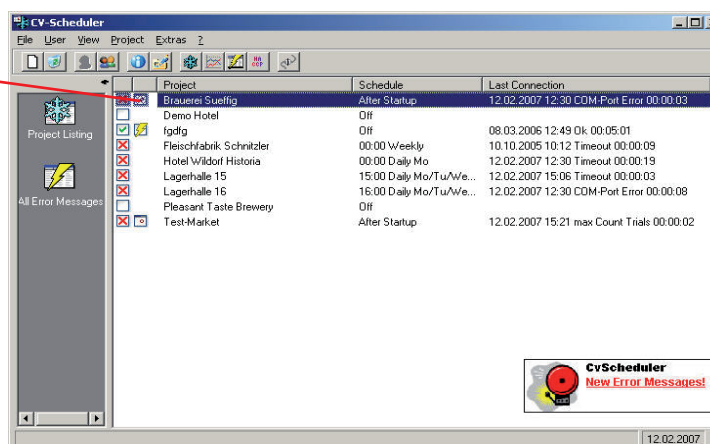 CV-Scheduler
File User View Project Extras ?
Project Schedule Last Connection
Brauerei Sueffig After Startup 12.02.2007 12:30 COM-Port Error 00:00:03
Demo Hotel Off
fgdfg Off 08.03.2006 12:49 Ok 00:05:01
Fleischfabrik Schnitzler 00:00 Weekly 10.10.2005 10:12 Timeout 00:00:09
Hotel Wildorf Historia 00:00 Daily Mo 12.02.2007 12:30 Timeout 00:00:19
Lagerhalle 15 15:00 Daily Mo/Tu/We... 12.02.2007 15:06 Timeout 00:00:03
Lagerhalle 16 16:00 Daily Mo/Tu/We... 12.02.2007 12:30 COM-Port Error 00:00:08
Pleasant Taste Brewery Off
Test-Market After Startup 12.02.2007 15:21 max Count Trials 00:00:02
Project Listing
All Error Messages
CvScheduler
New Error Messages!
12.02.2007